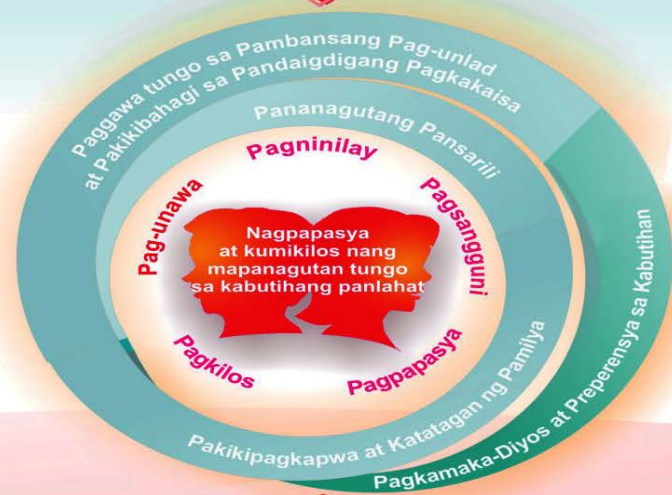 Paggawa tungo sa Pambansang Pag-unlad
at Pakikibahagi sa Pandaigdigang Pagkakaisa
Pananagutang Pansarili
Pagninilay
Pag-unawa
Pagsangguni
Nagpapasya
at kumikilos nang
mapanagutan tungo
sa kabutihang panlahat
Pagkilos
Pagpapasya
Pakikipagkapwa at Katatagan ng Pamilya
Pagkamaka-Diyos at Preperensya sa Kabutihan